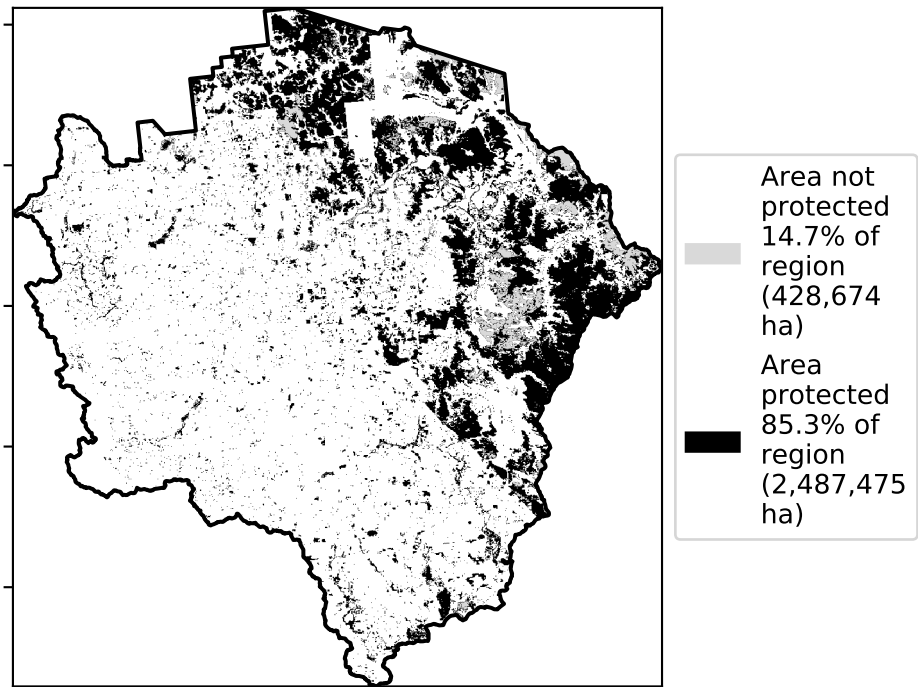 Area not
protected
14.7% of
region
(428,674
ha)
Area
protected
85.3% of
region
(2,487,475
ha)